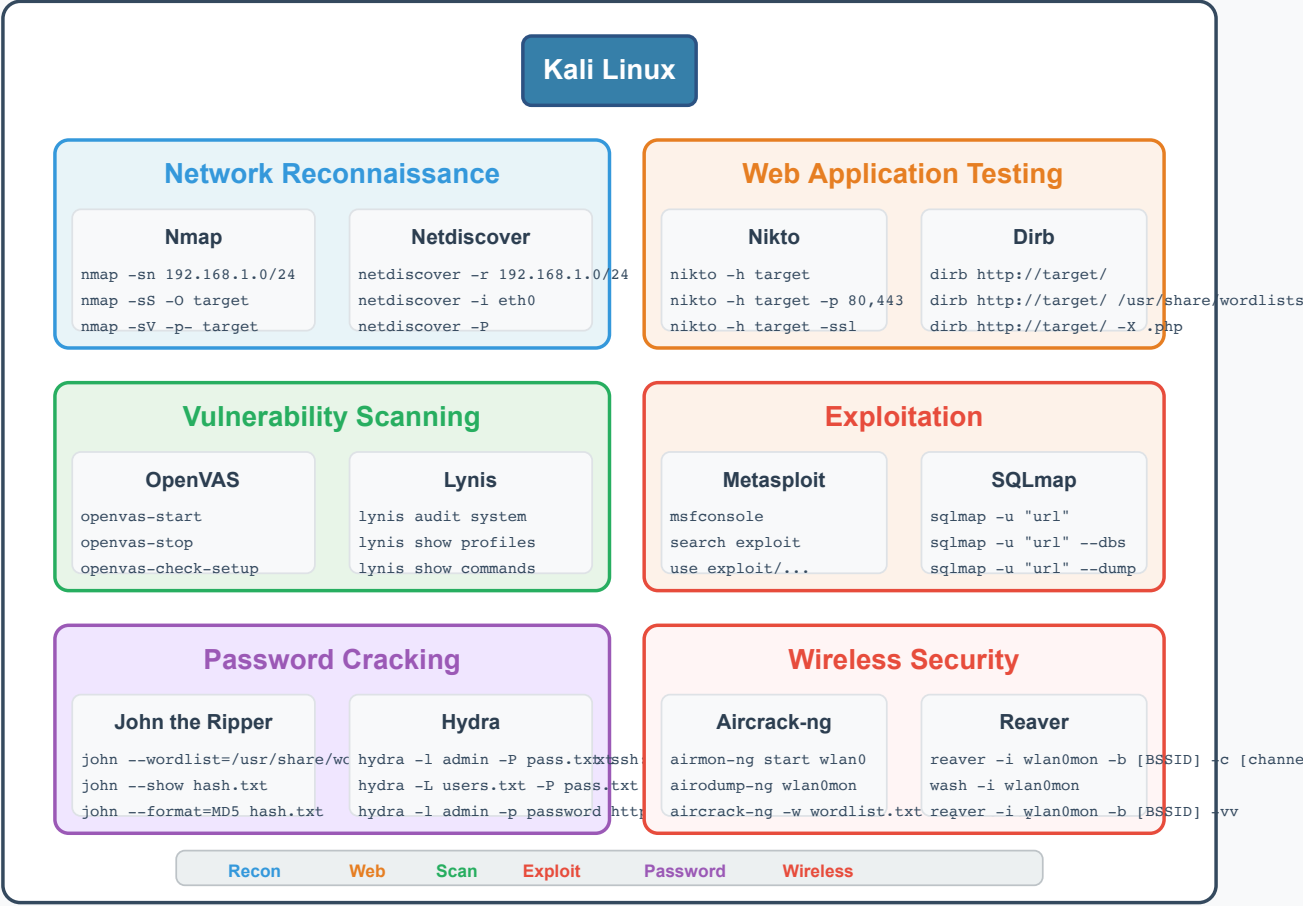 Kali Linux
Network Reconnaissance
Nmap
nmap -sn 192.168.1.0/24
nmap -sS -O target
nmap -sV -p- target
Netdiscover
netdiscover -r 192.168.1.0/24
netdiscover -i eth0
netdiscover -P
Web Application Testing
Nikto
nikto -h target
nikto -h target -p 80,443
nikto -h target -ssl
Dirb
dirb http://target/
dirb http://target/ /usr/share/wordlists
dirb http://target/ -X .php
Vulnerability Scanning
OpenVAS
openvas-start
openvas-stop
openvas-check-setup
Lynis
lynis audit system
lynis show profiles
lynis show commands
Exploitation
Metasploit
msfconsole
search exploit
use exploit/...
SQLmap
sqlmap -u "url"
sqlmap -u "url" --dbs
sqlmap -u "url" --dump
Password Cracking
John the Ripper
john --wordlist=/usr/share/wo
john --show hash.txt
john --format=MD5 hash.txt
Hydra
hydra -l admin -P pass.txt ssh:
hydra -L users.txt -P pass.txt
hydra -l admin -p password http
Wireless Security
Aircrack-ng
airmon-ng start wlan0
airodump-ng wlan0mon
aircrack-ng -w wordlist.txt
Reaver
reaver -i wlan0mon -b [BSSID] -c [channe
wash -i wlan0mon
reaver -i wlan0mon -b [BSSID] -vv
Recon Web Scan Exploit Password Wireless